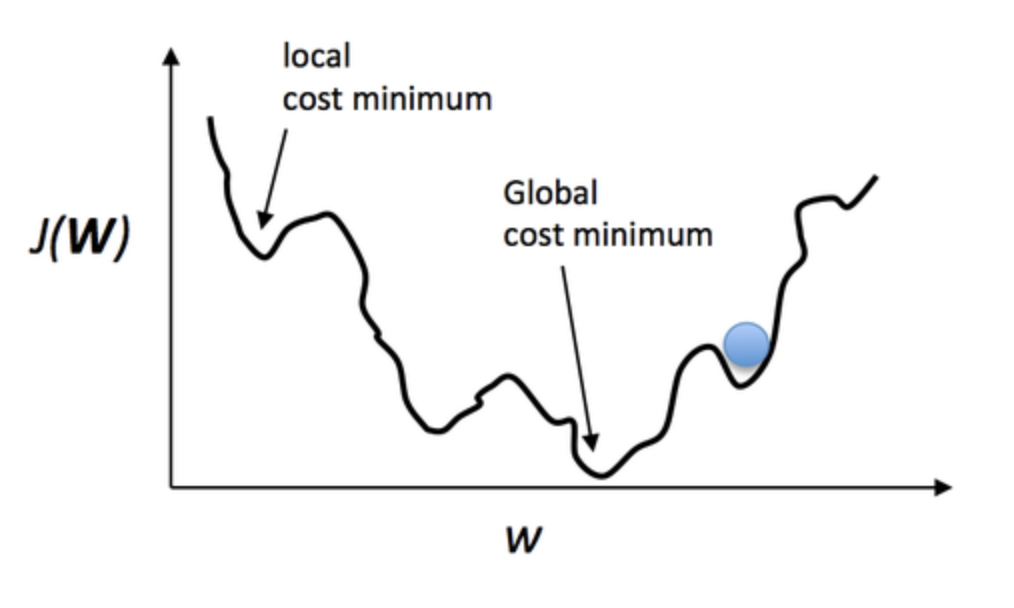 local
cost minimum
Global
cost minimum
J(W)
w